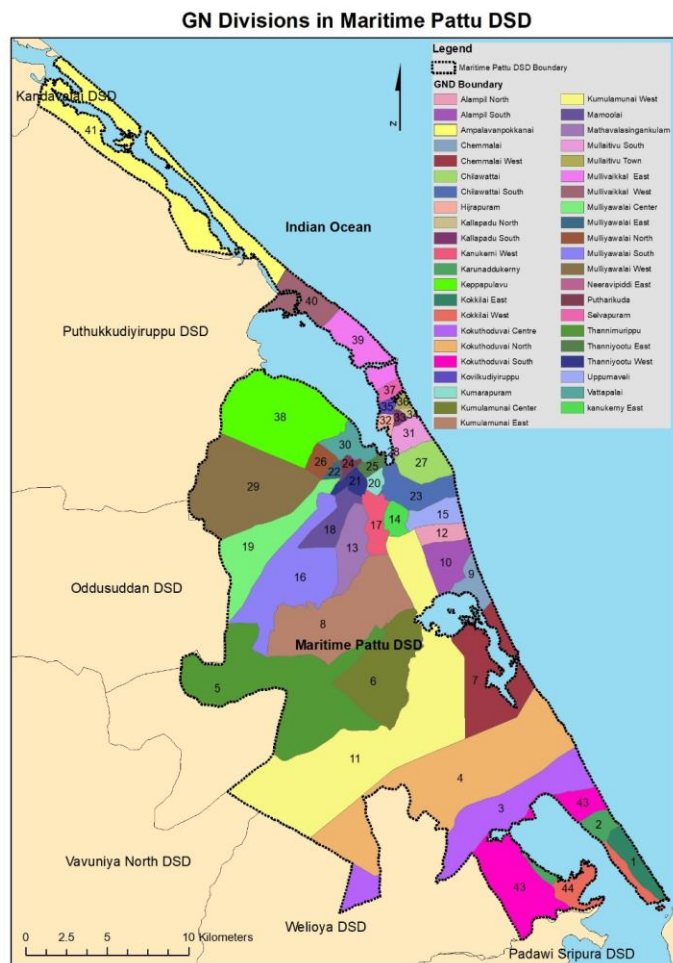 GN Divisions in Maritime Pattu DSD
Legend
Maritime Pattu DSD Boundary
GND Boundary
Alampil North
Alampil South
Ampalavanpokkanai
Chemmalai
Chemmalai West
Chilawattai
Chilawattai South
Hijrapuram
Kallapadu North
Kallapadu South
Kanukerni West
Karunaddukerny
Keppapulavu
Kokkilai East
Kokkilai West
Kokuthoduvai Centre
Kokuthoduvai North
Kokuthoduvai South
Kovilkudiyiruppu
Kumarapuram
Kumulamunai Center
Kumulamunai East
Kumulamunai West
Mamoolai
Mathavalasingankulam
Mullaitivu South
Mullaitivu Town
Mullivaikkal East
Mullivaikkal West
Mulliyawalai Center
Mulliyawalai East
Mulliyawalai North
Mulliyawalai South
Mulliyawalai West
Neeravipiddi East
Putharikuda
Selvapuram
Thannimurippu
Thanniyootu East
Thanniyootu West
Uppumaveli
Vattapalai
kanukerny East
z
Kandavalai DSD
41
Indian Ocean
40
Puthukkudiyiruppu DSD
39
37
36
35
34
33
32
31
38
30
28
26
24
25
27
22
21
20
23
29
15
18
17
14
12
13
19
10
9
16
Oddusuddan DSD
8
Maritime Pattu DSD
7
5
6
11
4
3
43
2
1
Vavuniya North DSD
43
44
Welioya DSD
0 2.5 5 10 Kilometers
Padawi Sripura DSD